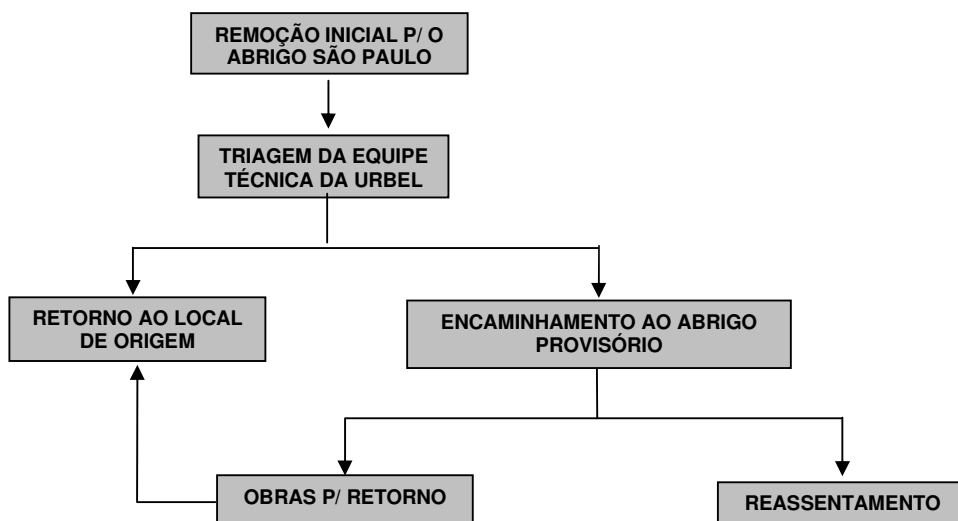 REMOÇÃO INICIAL P/ O
ABRIGO SÃO PAULO
TRIAGEM DA EQUIPE
TÉCNICA DA URBEL
RETORNO AO LOCAL
DE ORIGEM
ENCAMINHAMENTO AO ABRIGO
PROVISÓRIO
OBRAS P/ RETORNO
REASSENTAMENTO